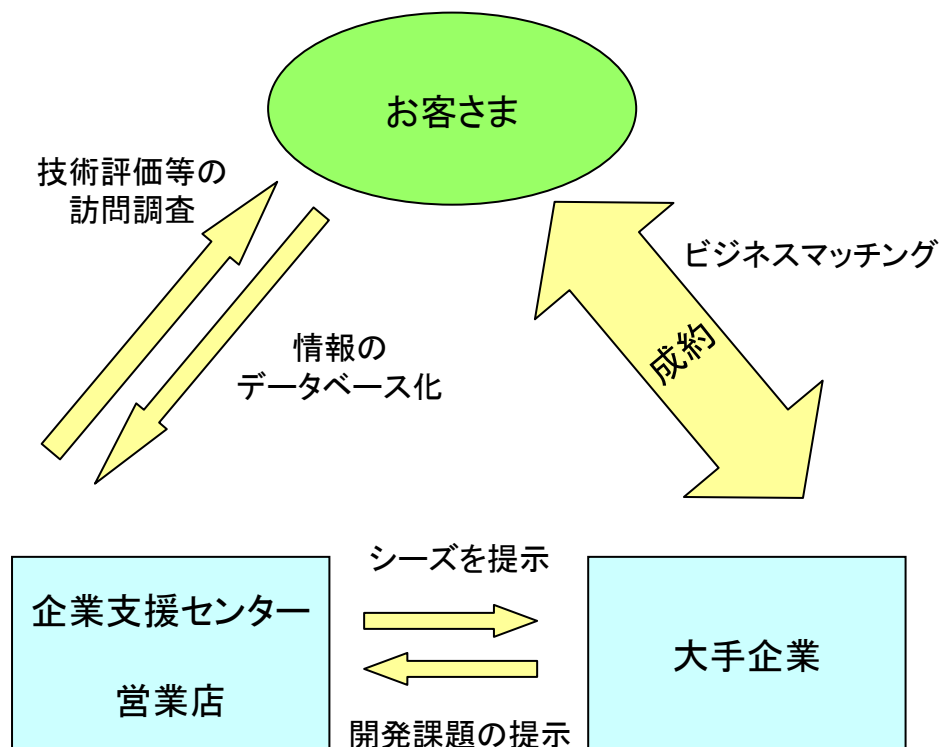 お客さま
技術評価等の
訪問調査
ビジネスマッチング
成約
情報の
データベース化
シーズを提示
企業支援センター
営業店
大手企業
開発課題の提示